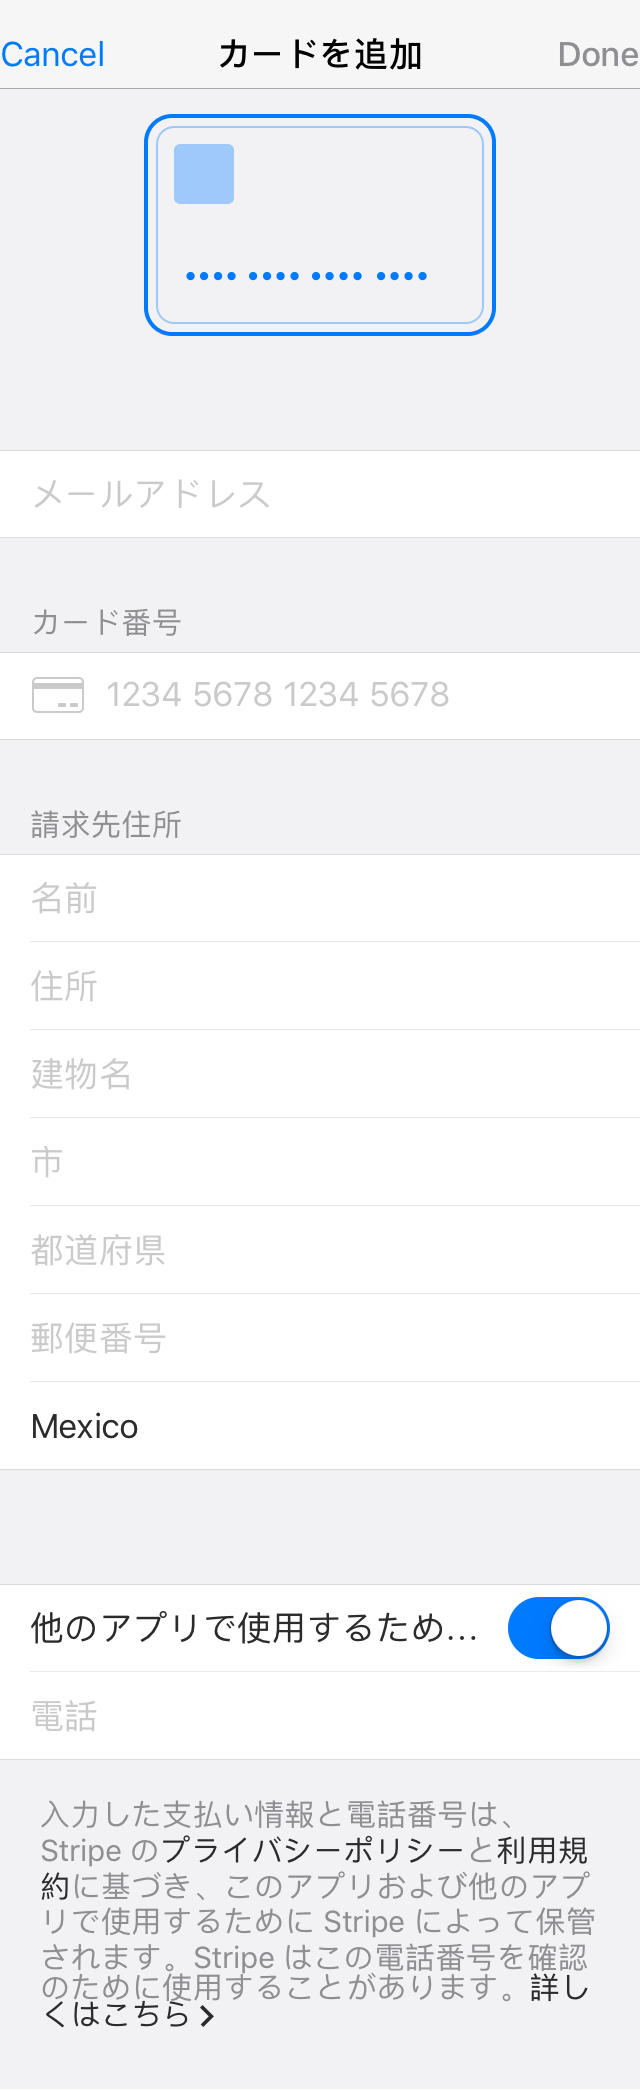 Cancel カードを追加 Done
メールアドレス
カード番号
1234 5678 1234 5678
請求先住所
名前
住所
建物名
市
都道府県
郵便番号
Mexico
他のアプリで使用するため...
電話
入力した支払い情報と電話番号は、
Stripe のプライバシーポリシーと利用規
約に基づき、このアプリおよび他のアプ
リで使用するために Stripe によって保管
されます。Stripe はこの電話番号を確認
のために使用することがあります。詳し
くはこちら